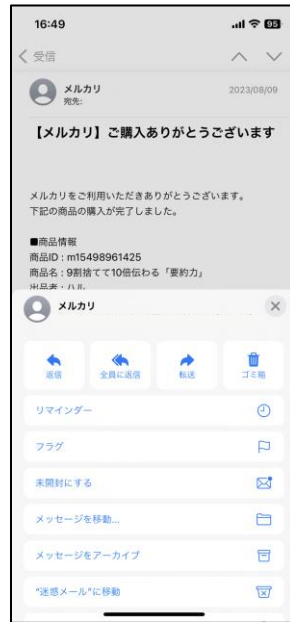 16:49
95
受信
メルカリ
2023/08/09
宛先:
【メルカリ】ご購入ありがとうございます
メルカリをご利用いただきありがとうございます。
下記の商品の購入が完了しました。
■商品情報
商品ID : m15498961425
商品名 : 9割捨てて10倍伝わる「要約力」
出品者 : ハル
メルカリ
返信
全員に返信
転送
ゴミ箱
リマインダー
フラグ
未開封にする
メッセージを移動...
メッセージをアーカイブ
"迷惑メール"に移動